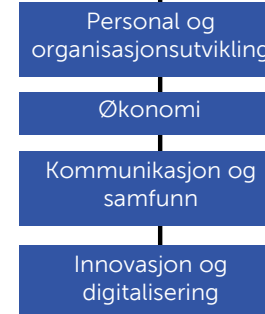 Personal og
organisasjonsutvikling
Økonomi
Kommunikasjon og
samfunn
Innovasjon og
digitalisering